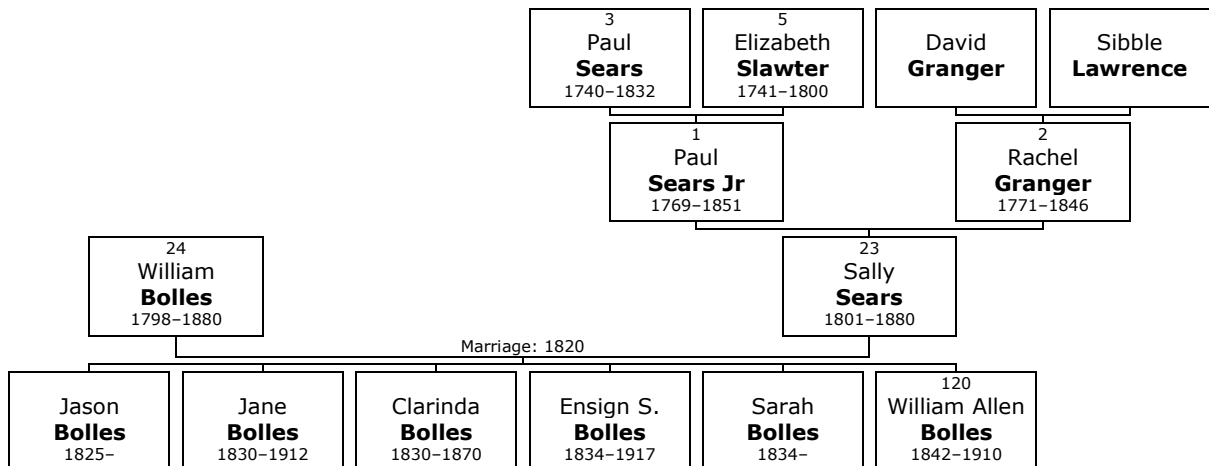 3
Paul
Sears
1740–1832
5
Elizabeth
Slawter
1741–1800
David
Granger
Sibble
Lawrence
1
Paul
Sears Jr
1769–1851
2
Rachel
Granger
1771–1846
24
William
Bolles
1798–1880
23
Sally
Sears
1801–1880
Marriage: 1820
Jason
Bolles
1825–
Jane
Bolles
1830–1912
Clarinda
Bolles
1830–1870
Ensign S.
Bolles
1834–1917
Sarah
Bolles
1834–
120
William Allen
Bolles
1842–1910